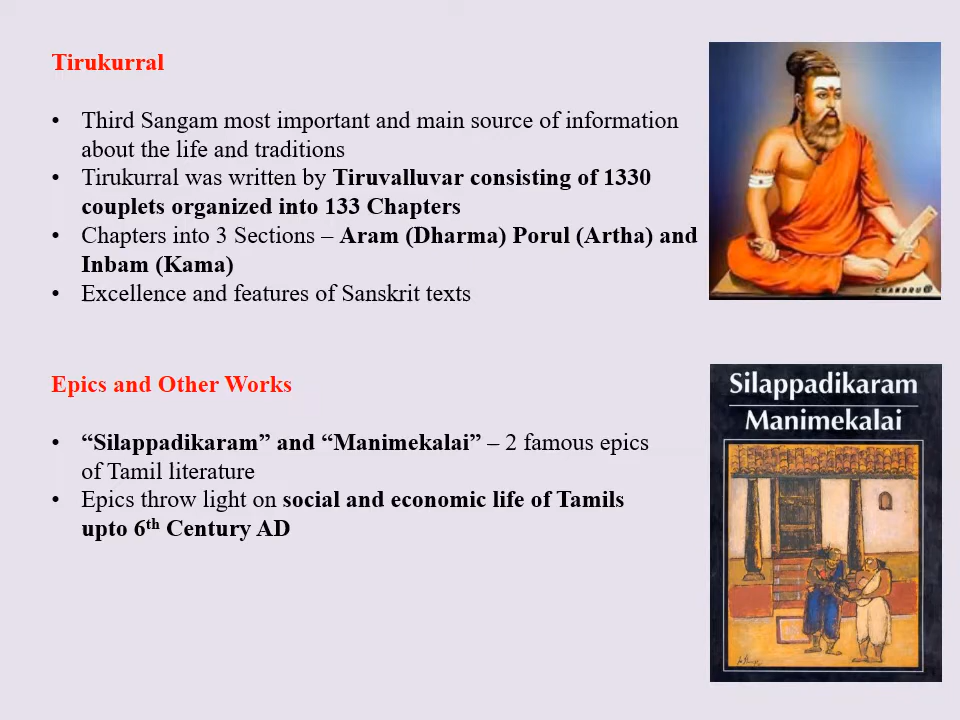 Tirukurral
• Third Sangam most important and main source of information
about the life and traditions
• Tirukurral was written by Tiruvalluvar consisting of 1330
couplets organized into 133 Chapters
• Chapters into 3 Sections – Aram (Dharma) Porul (Artha) and
Inbam (Kama)
• Excellence and features of Sanskrit texts
CHANDRU@
Epics and Other Works
• “Silappadikaram” and “Manimekalai” – 2 famous epics
of Tamil literature
• Epics throw light on social and economic life of Tamils
upto 6th Century AD
Silappadikaram
Manimekalai